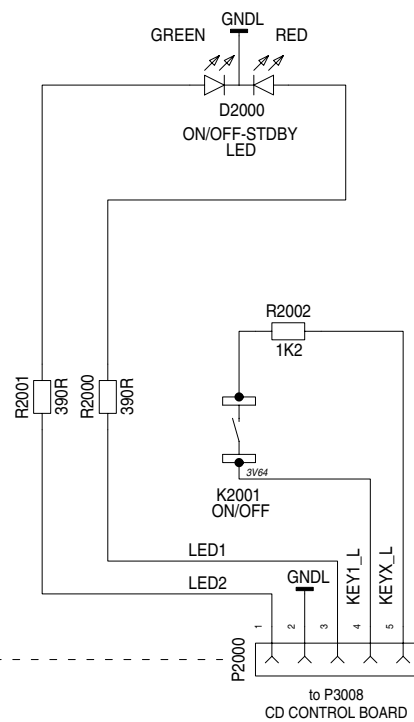 GNDL
GREEN
RED
D2000
ON/OFF-STDBY
LED
R2002
1K2
R2001
390R
R2000
390R
3V64
K2001
ON/OFF
LED1
LED2
GNDL
KEY1_L
KEYX_L
1
2
3
4
5
P2000
to P3008
CD CONTROL BOARD